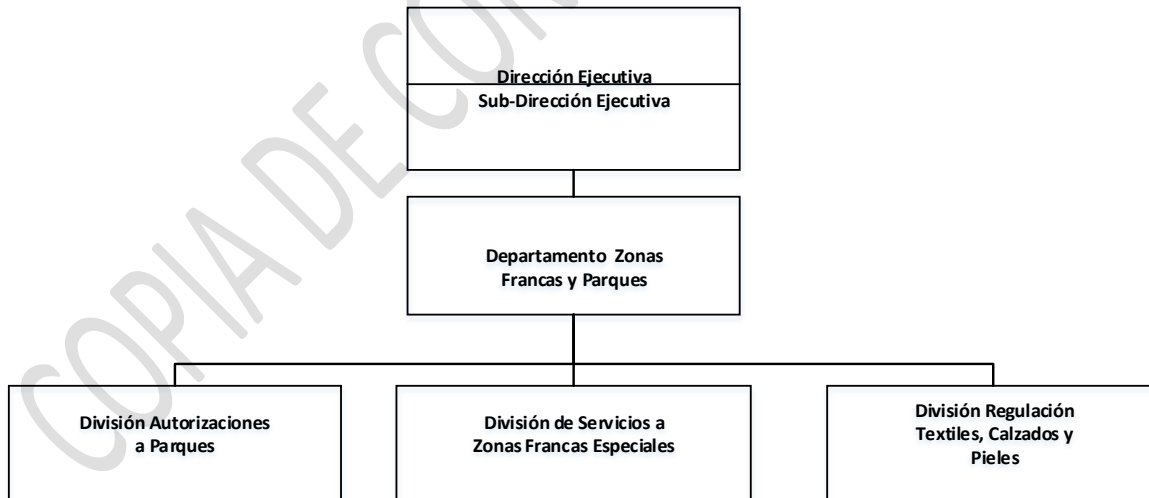 Dirección Ejecutiva
Sub-Dirección Ejecutiva
Departamento Zonas
Francas y Parques
División Autorizaciones
a Parques
División de Servicios a
Zonas Francas Especiales
División Regulación
Textiles, Calzados y
Pieles
COPIA DE